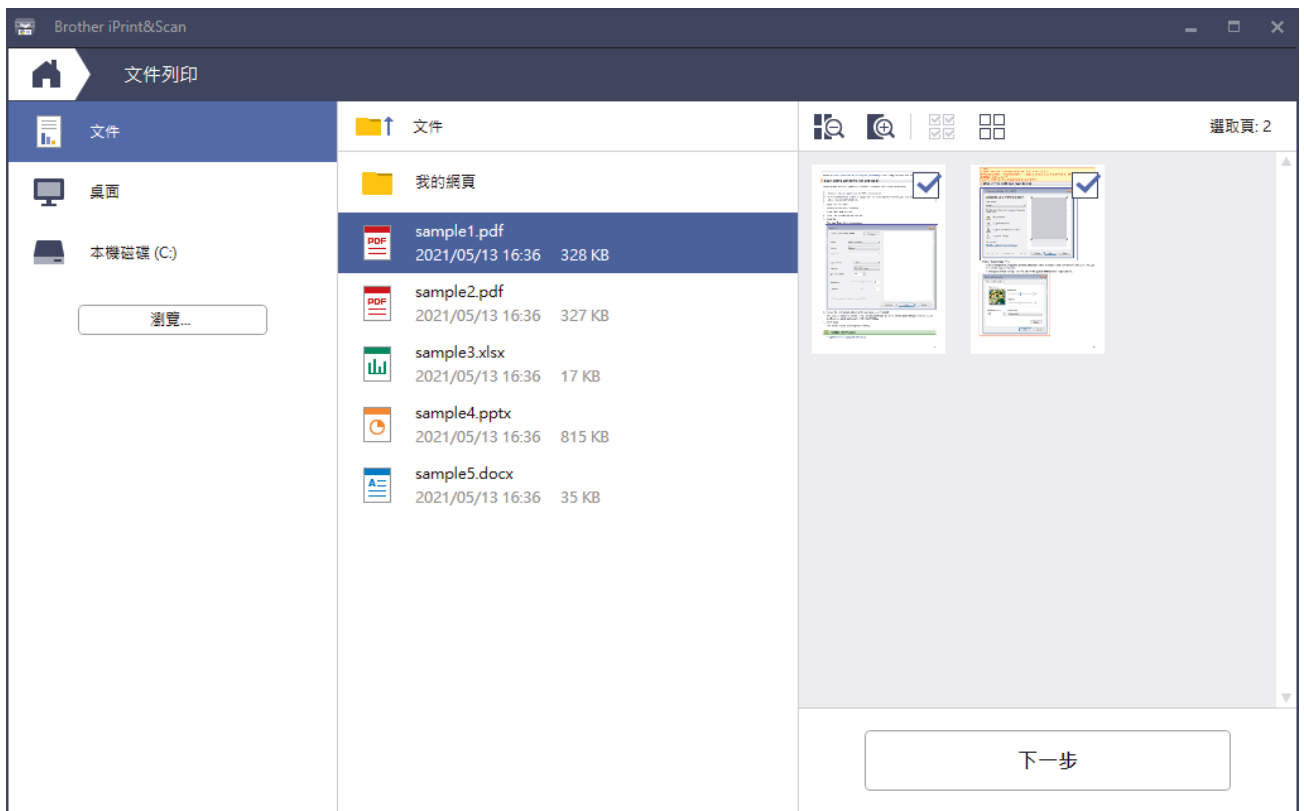 Brother iPrint&Scan
文件列印
文件
桌面
本機磁碟 (C:)
瀏覽...
文件
我的網頁
PDF
sample1.pdf
2021/05/13 16:36 328 KB
PDF
sample2.pdf
2021/05/13 16:36 327 KB
sample3.xlsx
2021/05/13 16:36 17 KB
sample4.pptx
2021/05/13 16:36 815 KB
A
sample5.docx
2021/05/13 16:36 35 KB
選取頁: 2
下一步